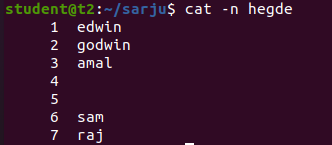 student@t2:~/sarju$ cat -n hegde
1 edwin
2 godwin
3 amal
4
5
6 sam
7 raj